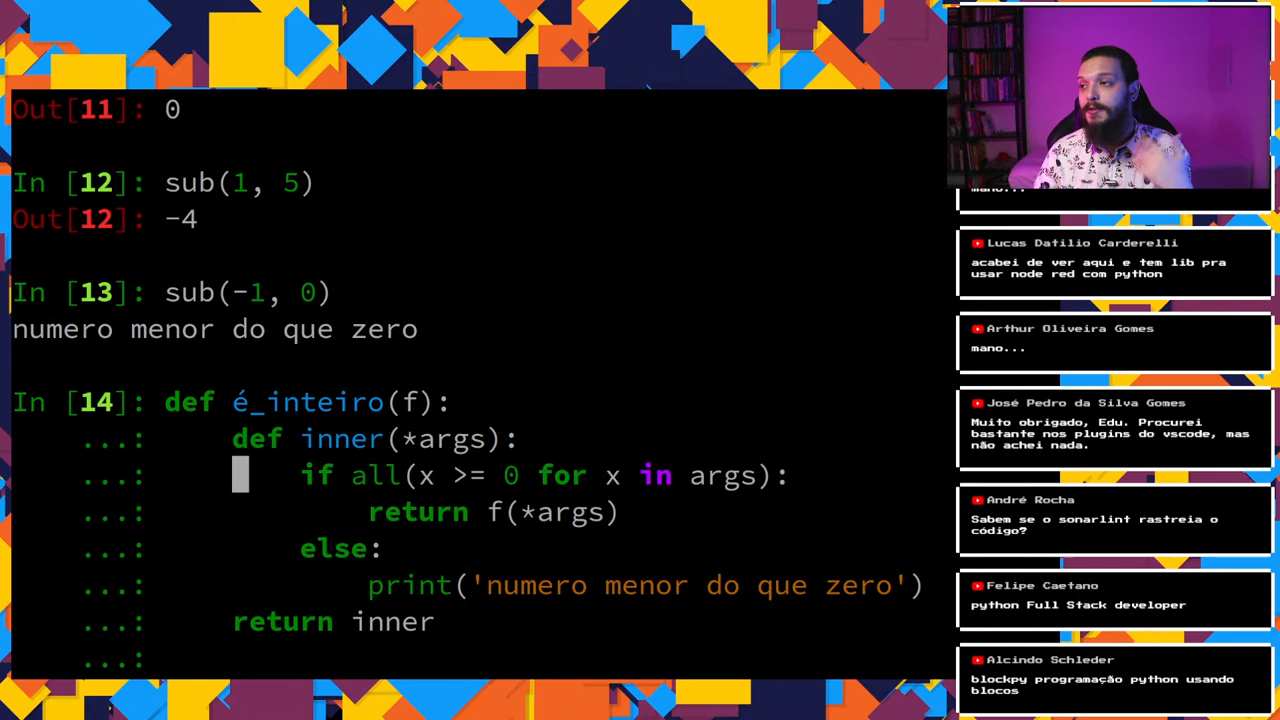 Out[11]: 0
In [12]: sub(1, 5)
Out[12]: -4
In [13]: sub(-1, 0)
numero menor do que zero
In [14]: def é_inteiro(f):
...: def inner(*args):
...: if all(x >= 0 for x in args):
...: return f(*args)
...: else:
...: print('numero menor do que zero')
...: return inner
...:
mano...
Lucas Datilio Carderelli
acabei de ver aqui e tem lib pra
usar node red com python
Arthur Oliveira Gomes
mano...
José Pedro da Silva Gomes
Muito obrigado, Edu. Procurei
bastante nos plugins do vscode, mas
não achei nada.
André Rocha
Sabem se o sonarlint rastreia o
código?
Felipe Caetano
python Full Stack developer
Alcindo Schleder
blockpy programação python usando
blocos